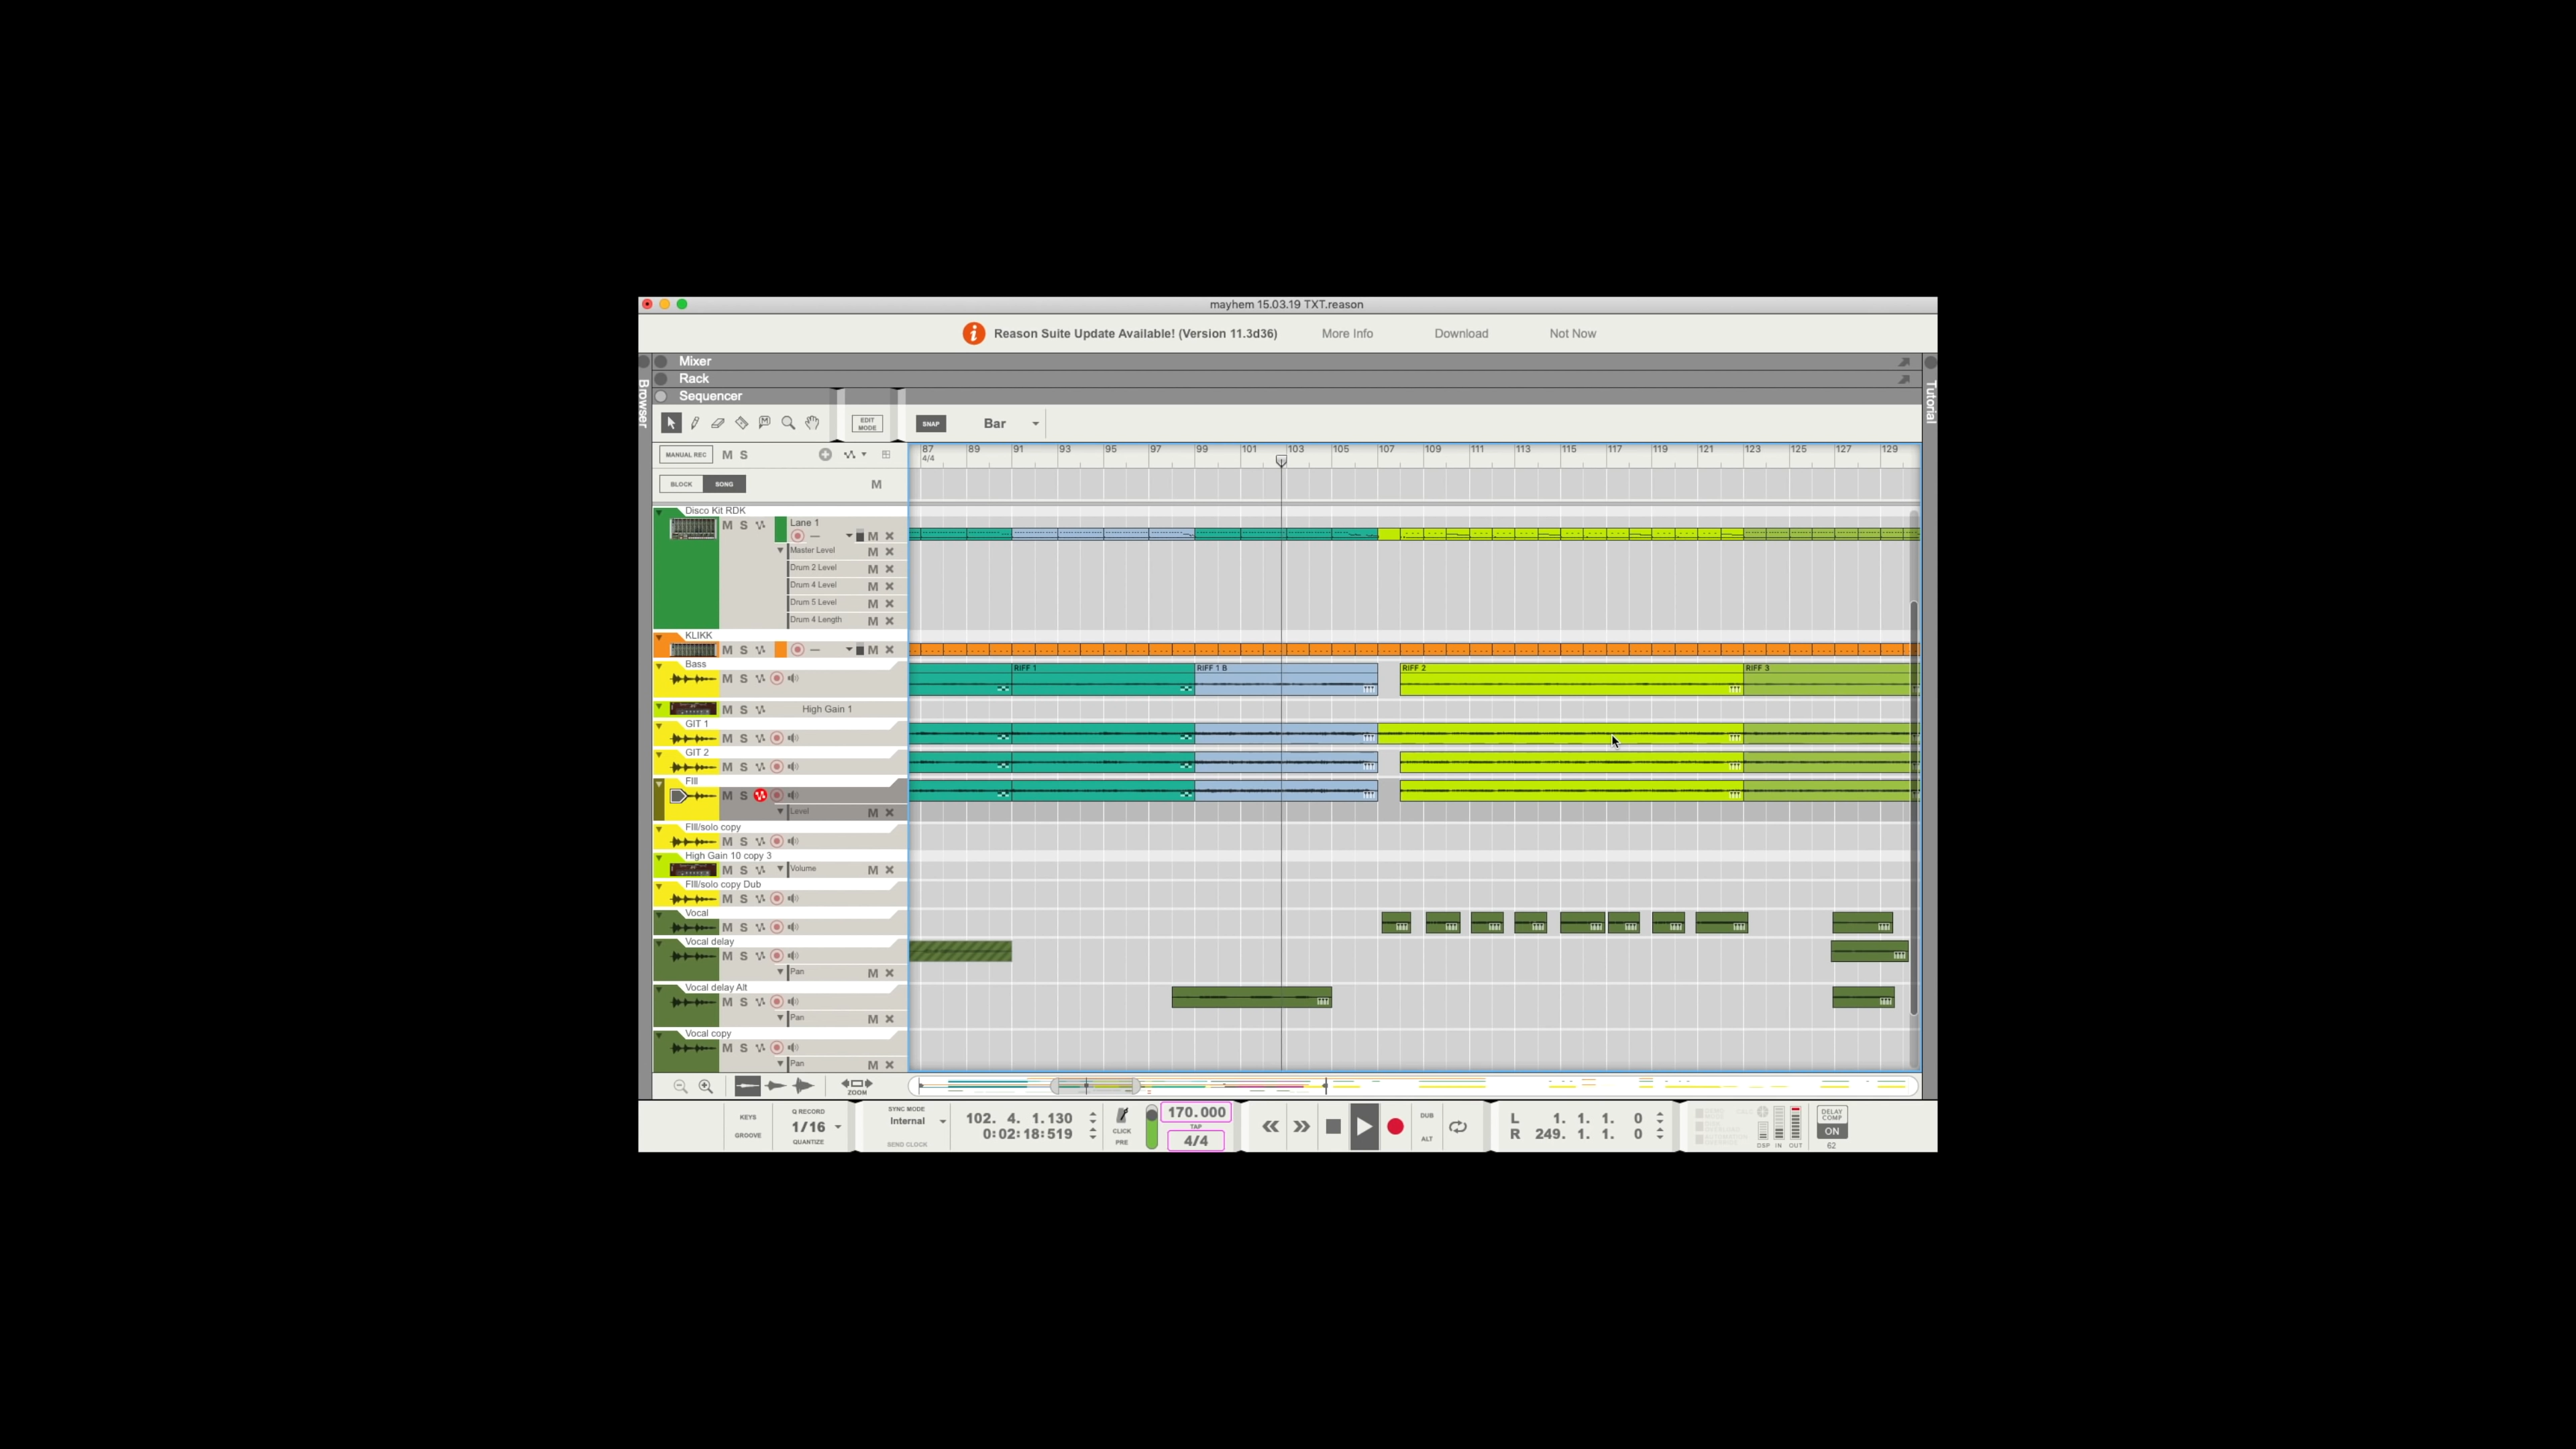 mayhem 15.03.19 TXT.reason
Reason Suite Update Available! (Version 11.3d36) More Info Download Not Now
Mixer
Rack
Sequencer
Browser
Tutorial
EDIT MODE SNAP Bar
MANUAL REC M S
87 89 91 93 95 97 99 101 103 105 107 109 111 113 115 117 119 121 123 125 127 129
4/4
BLOCK SONG M
Disco Kit RDK
M S Lane 1
M
Master Level M
Drum 2 Level M
Drum 4 Level M
Drum 5 Level M
Drum 4 Length M
KLIKK
M S M
Bass
M S
RIFF 1 RIFF 1 B RIFF 2 RIFF 3
M S High Gain 1
GIT 1
M S
GIT 2
M S
FIll
M S
Level M
FIll/solo copy
M S
High Gain 10 copy 3
M S Volume M
FIll/solo copy Dub
M S
Vocal
M S
Vocal delay
M S
Pan M
Vocal delay Alt
M S
Pan M
Vocal copy
M S
Pan M
ZOOM
KEYS
GROOVE
Q RECORD
1/16
QUANTIZE
SYNC MODE
Internal
SEND CLOCK
102. 4. 1.130
0:02:18:519
CLICK
PRE
170.000
TAP
4/4
DUB
ALT
L 1. 1. 1. 0
R 249. 1. 1. 0
DSP IN OUT
DELAY COMP
ON
62